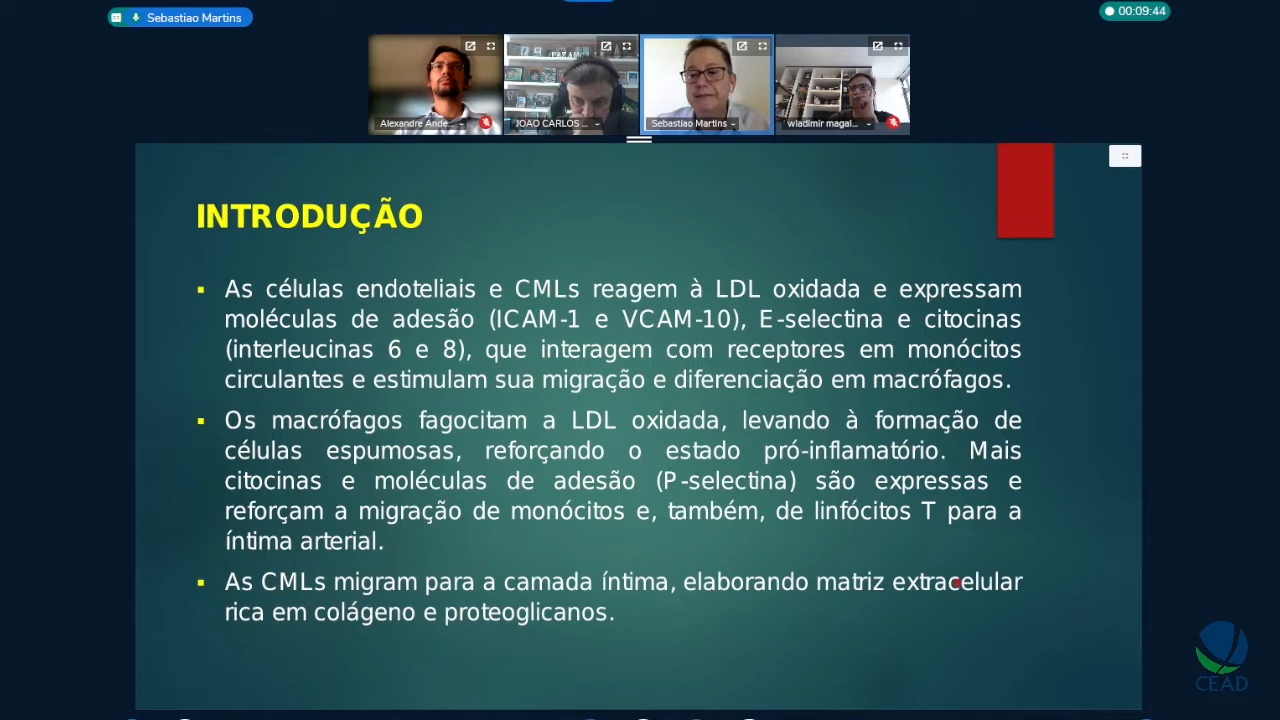 Sebastiao Martins
00:09:44
Alexandre Ande...
JOAO CARLOS ...
Sebastiao Martins
wladimir magal...
INTRODUÇÃO
As células endoteliais e CMLs reagem à LDL oxidada e expressam
moléculas de adesão (ICAM-1 e VCAM-10), E-selectina e citocinas
(interleucinas 6 e 8), que interagem com receptores em monócitos
circulantes e estimulam sua migração e diferenciação em macrófagos.
Os macrófagos fagocitam a LDL oxidada, levando à formação de
células espumosas, reforçando o estado pró-inflamatório. Mais
citocinas e moléculas de adesão (P-selectina) são expressas e
reforçam a migração de monócitos e, também, de linfócitos T para a
íntima arterial.
As CMLs migram para a camada íntima, elaborando matriz extracelular
rica em colágeno e proteoglicanos.
CEAD